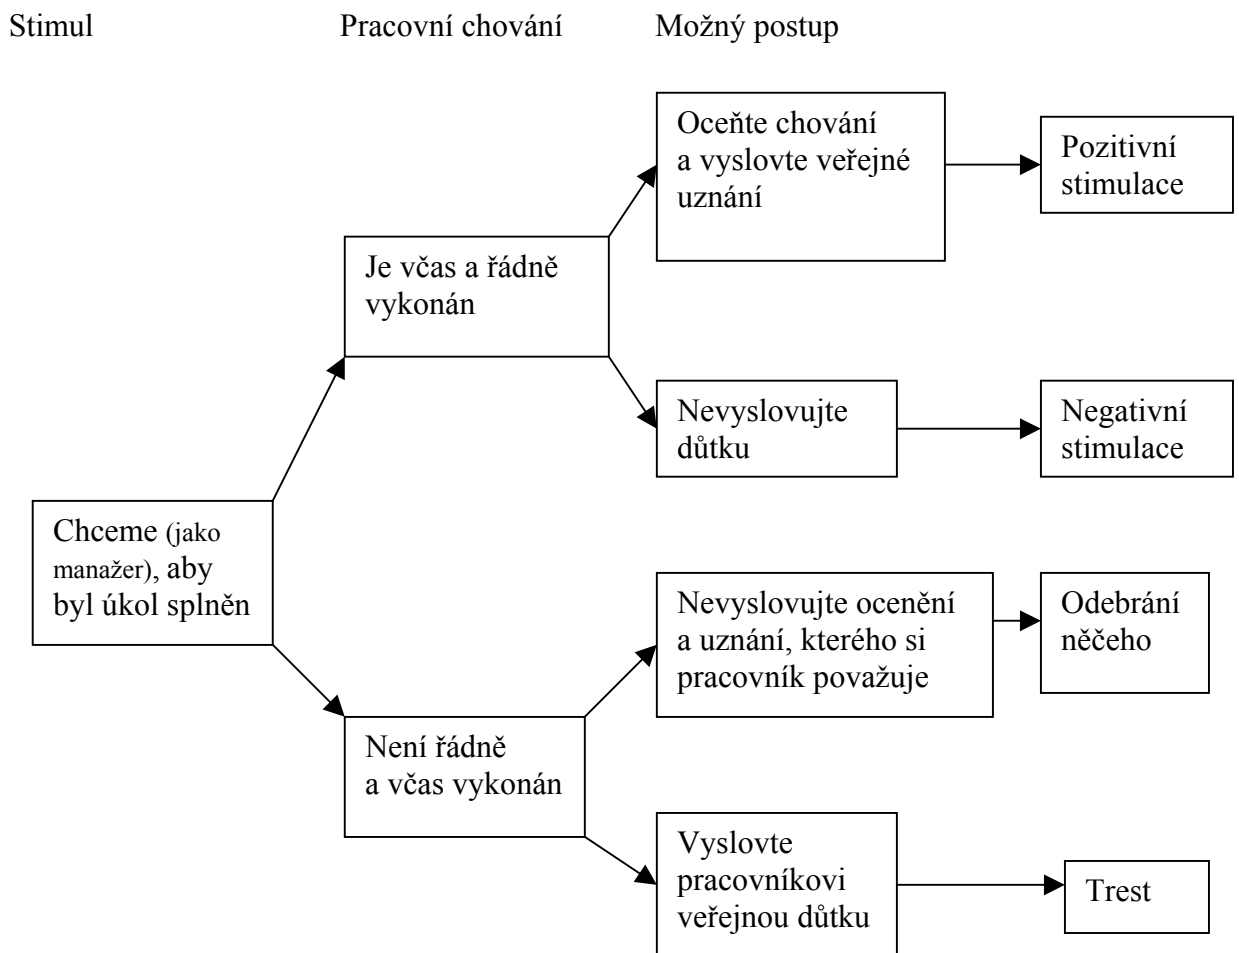 Stimul
Pracovní chování
Možný postup
Oceňte chování
a vyslovte veřejné
uznání
Pozitivní
stimulace
Je včas a řádně
vykonán
Nevyslovujte
důtku
Negativní
stimulace
Chceme (jako
manažer), aby
byl úkol splněn
Nevyslovujte ocenění
a uznání, kterého si
pracovník považuje
Odebrání
něčeho
Není řádně
a včas vykonán
Vyslovte
pracovníkovi
veřejnou důtku
Trest